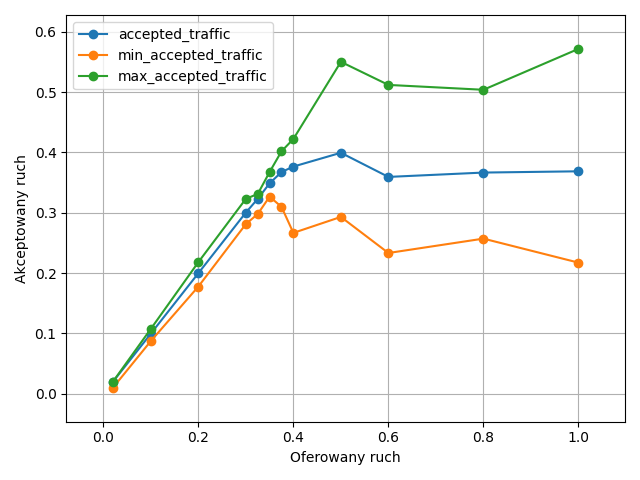 accepted_traffic
min_accepted_traffic
max_accepted_traffic
Akceptowany ruch
0.6
0.5
0.4
0.3
0.2
0.1
0.0
0.0 0.2 0.4 0.6 0.8 1.0
Oferowany ruch